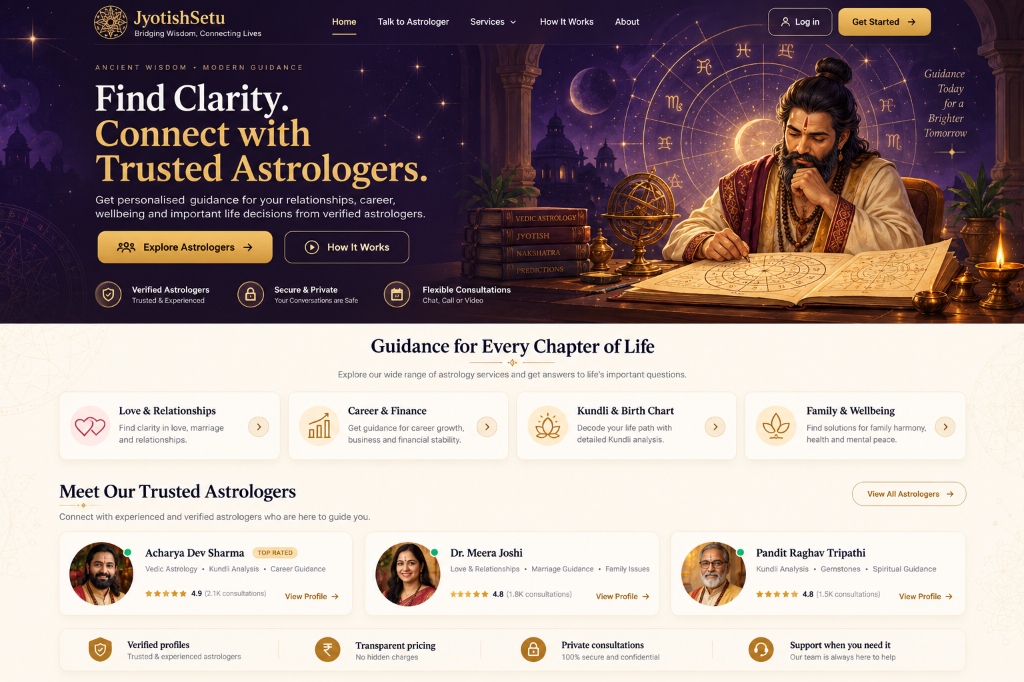 JyotishSetu
Bridging Wisdom, Connecting Lives
Home
Talk to Astrologer
Services
How It Works
About
Log in
Get Started
ANCIENT WISDOM • MODERN GUIDANCE
Find Clarity.
Connect with
Trusted Astrologers.
Get personalised guidance for your relationships, career,
wellbeing and important life decisions from verified astrologers.
Explore Astrologers
How It Works
Verified Astrologers
Trusted & Experienced
Secure & Private
Your Conversations are Safe
Flexible Consultations
Chat, Call or Video
VEDIC ASTROLOGY
JYOTISH
NAKSHATRA
PREDICTIONS
Guidance
Today
for a
Brighter
Tomorrow
Guidance for Every Chapter of Life
Explore our wide range of astrology services and get answers to life's important questions.
Love & Relationships
Find clarity in love, marriage
and relationships.
Career & Finance
Get guidance for career growth,
business and financial stability.
Kundli & Birth Chart
Decode your life path with
detailed Kundli analysis.
Family & Wellbeing
Find solutions for family harmony,
health and mental peace.
Meet Our Trusted Astrologers
Connect with experienced and verified astrologers who are here to guide you.
View All Astrologers
Acharya Dev Sharma TOP RATED
Vedic Astrology • Kundli Analysis • Career Guidance
4.9 (2.1K consultations)
View Profile
Dr. Meera Joshi
Love & Relationships • Marriage Guidance • Family Issues
4.8 (1.8K consultations)
View Profile
Pandit Raghav Tripathi
Kundli Analysis • Gemstones • Spiritual Guidance
4.8 (1.5K consultations)
View Profile
Verified profiles
Trusted & experienced astrologers
₹
Transparent pricing
No hidden charges
Private consultations
100% secure and confidential
Support when you need it
Our team is always here to help